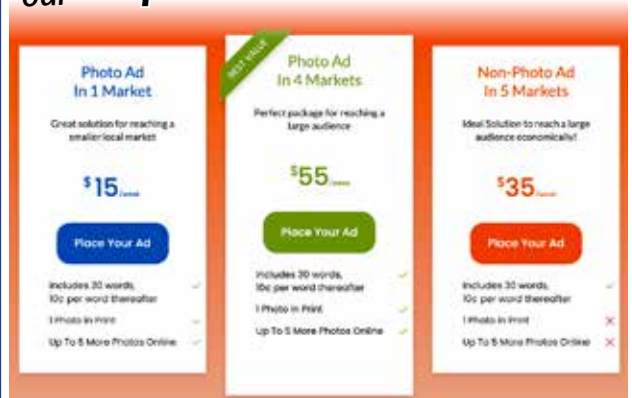 our
Photo Ad
In 1 Market
Great solution for reaching a
smaller local market
$15
Place Your Ad
Includes 30 words,
10c per word thereafter
1 Photo in Print
Up To 5 More Photos Online
BEST VALUE
Photo Ad
In 4 Markets
Perfect package for reaching a
large audience
$55
Place Your Ad
Includes 30 words,
10c per word thereafter
1 Photo in Print
Up To 5 More Photos Online
Non-Photo Ad
In 5 Markets
Ideal Solution to reach a large
audience economically!
$35
Place Your Ad
Includes 30 words,
10c per word thereafter
1 Photo in Print
Up To 5 More Photos Online